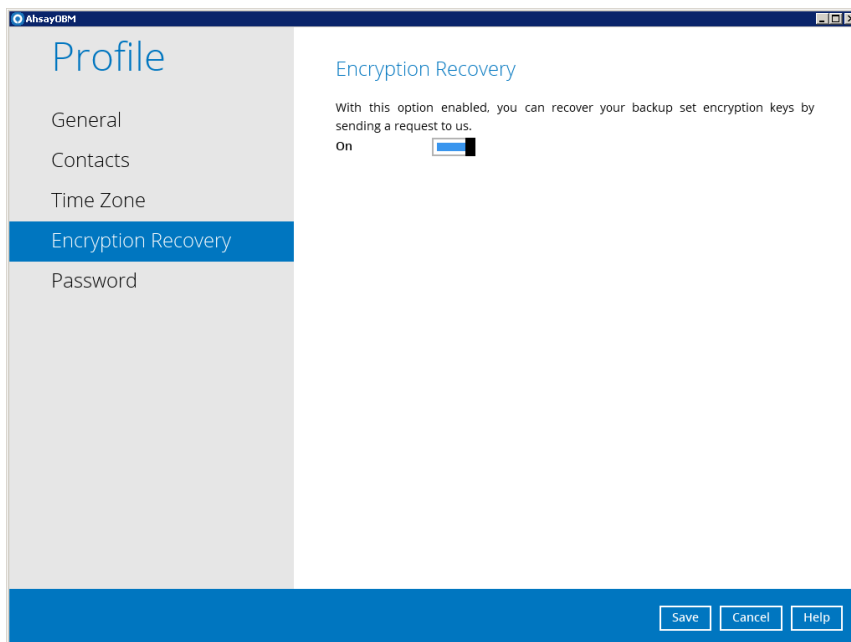 AhsayOBM
Profile
General
Contacts
Time Zone
Encryption Recovery
Password
Encryption Recovery
With this option enabled, you can recover your backup set encryption keys by
sending a request to us.
On
Save
Cancel
Help